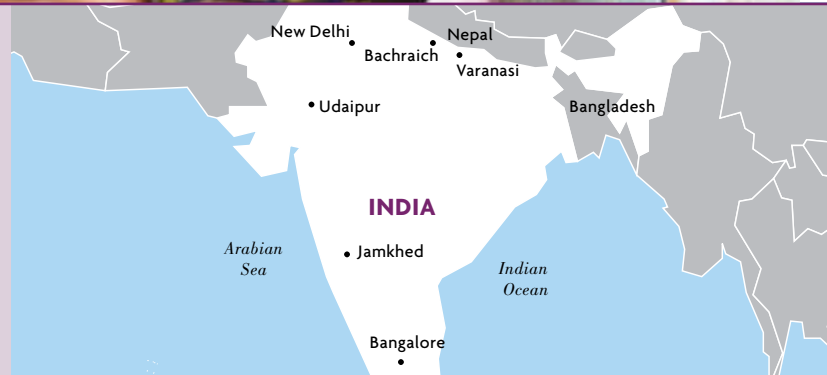 New Delhi
Nepal
Bachraich
Varanasi
Udaipur
Bangladesh
INDIA
Arabian
Sea
Jamkhed
Indian
Ocean
Bangalore